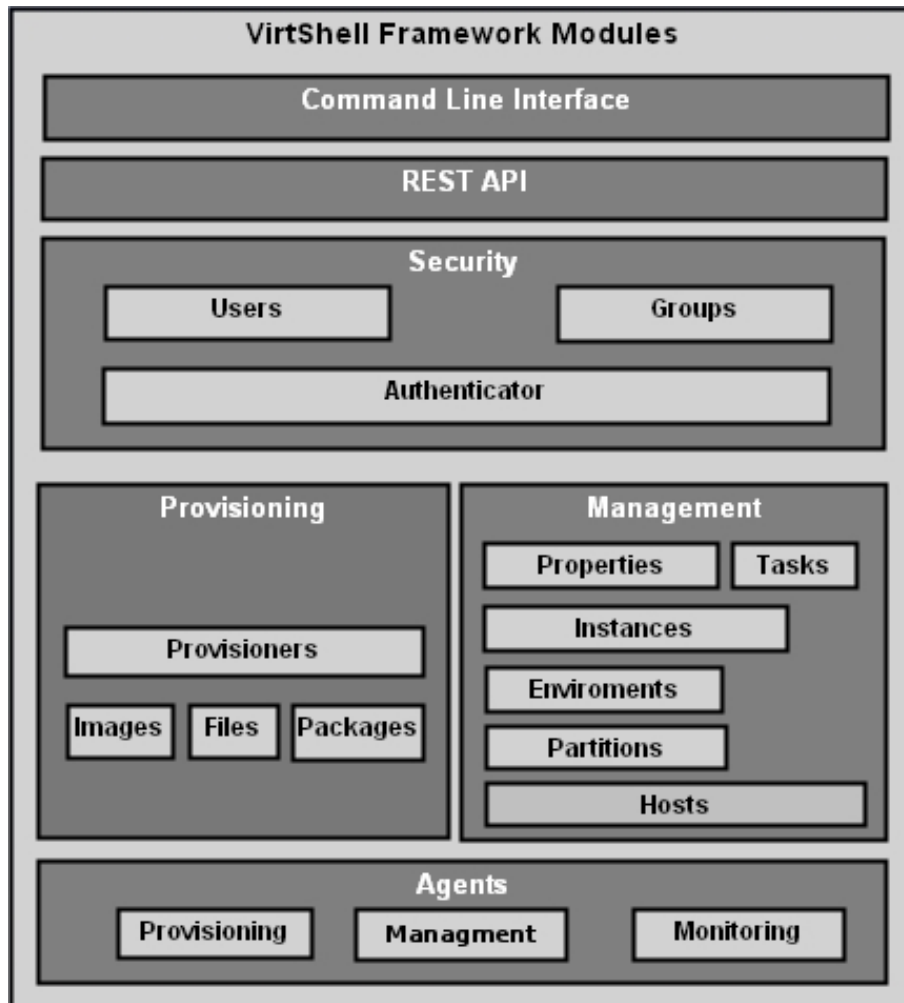 VirtShell Framework Modules
Command Line Interface
REST API
Security
Users
Groups
Authenticator
Provisioning
Provisioners
Images
Files
Packages
Management
Properties
Tasks
Instances
Enviroments
Partitions
Hosts
Agents
Provisioning
Managment
Monitoring